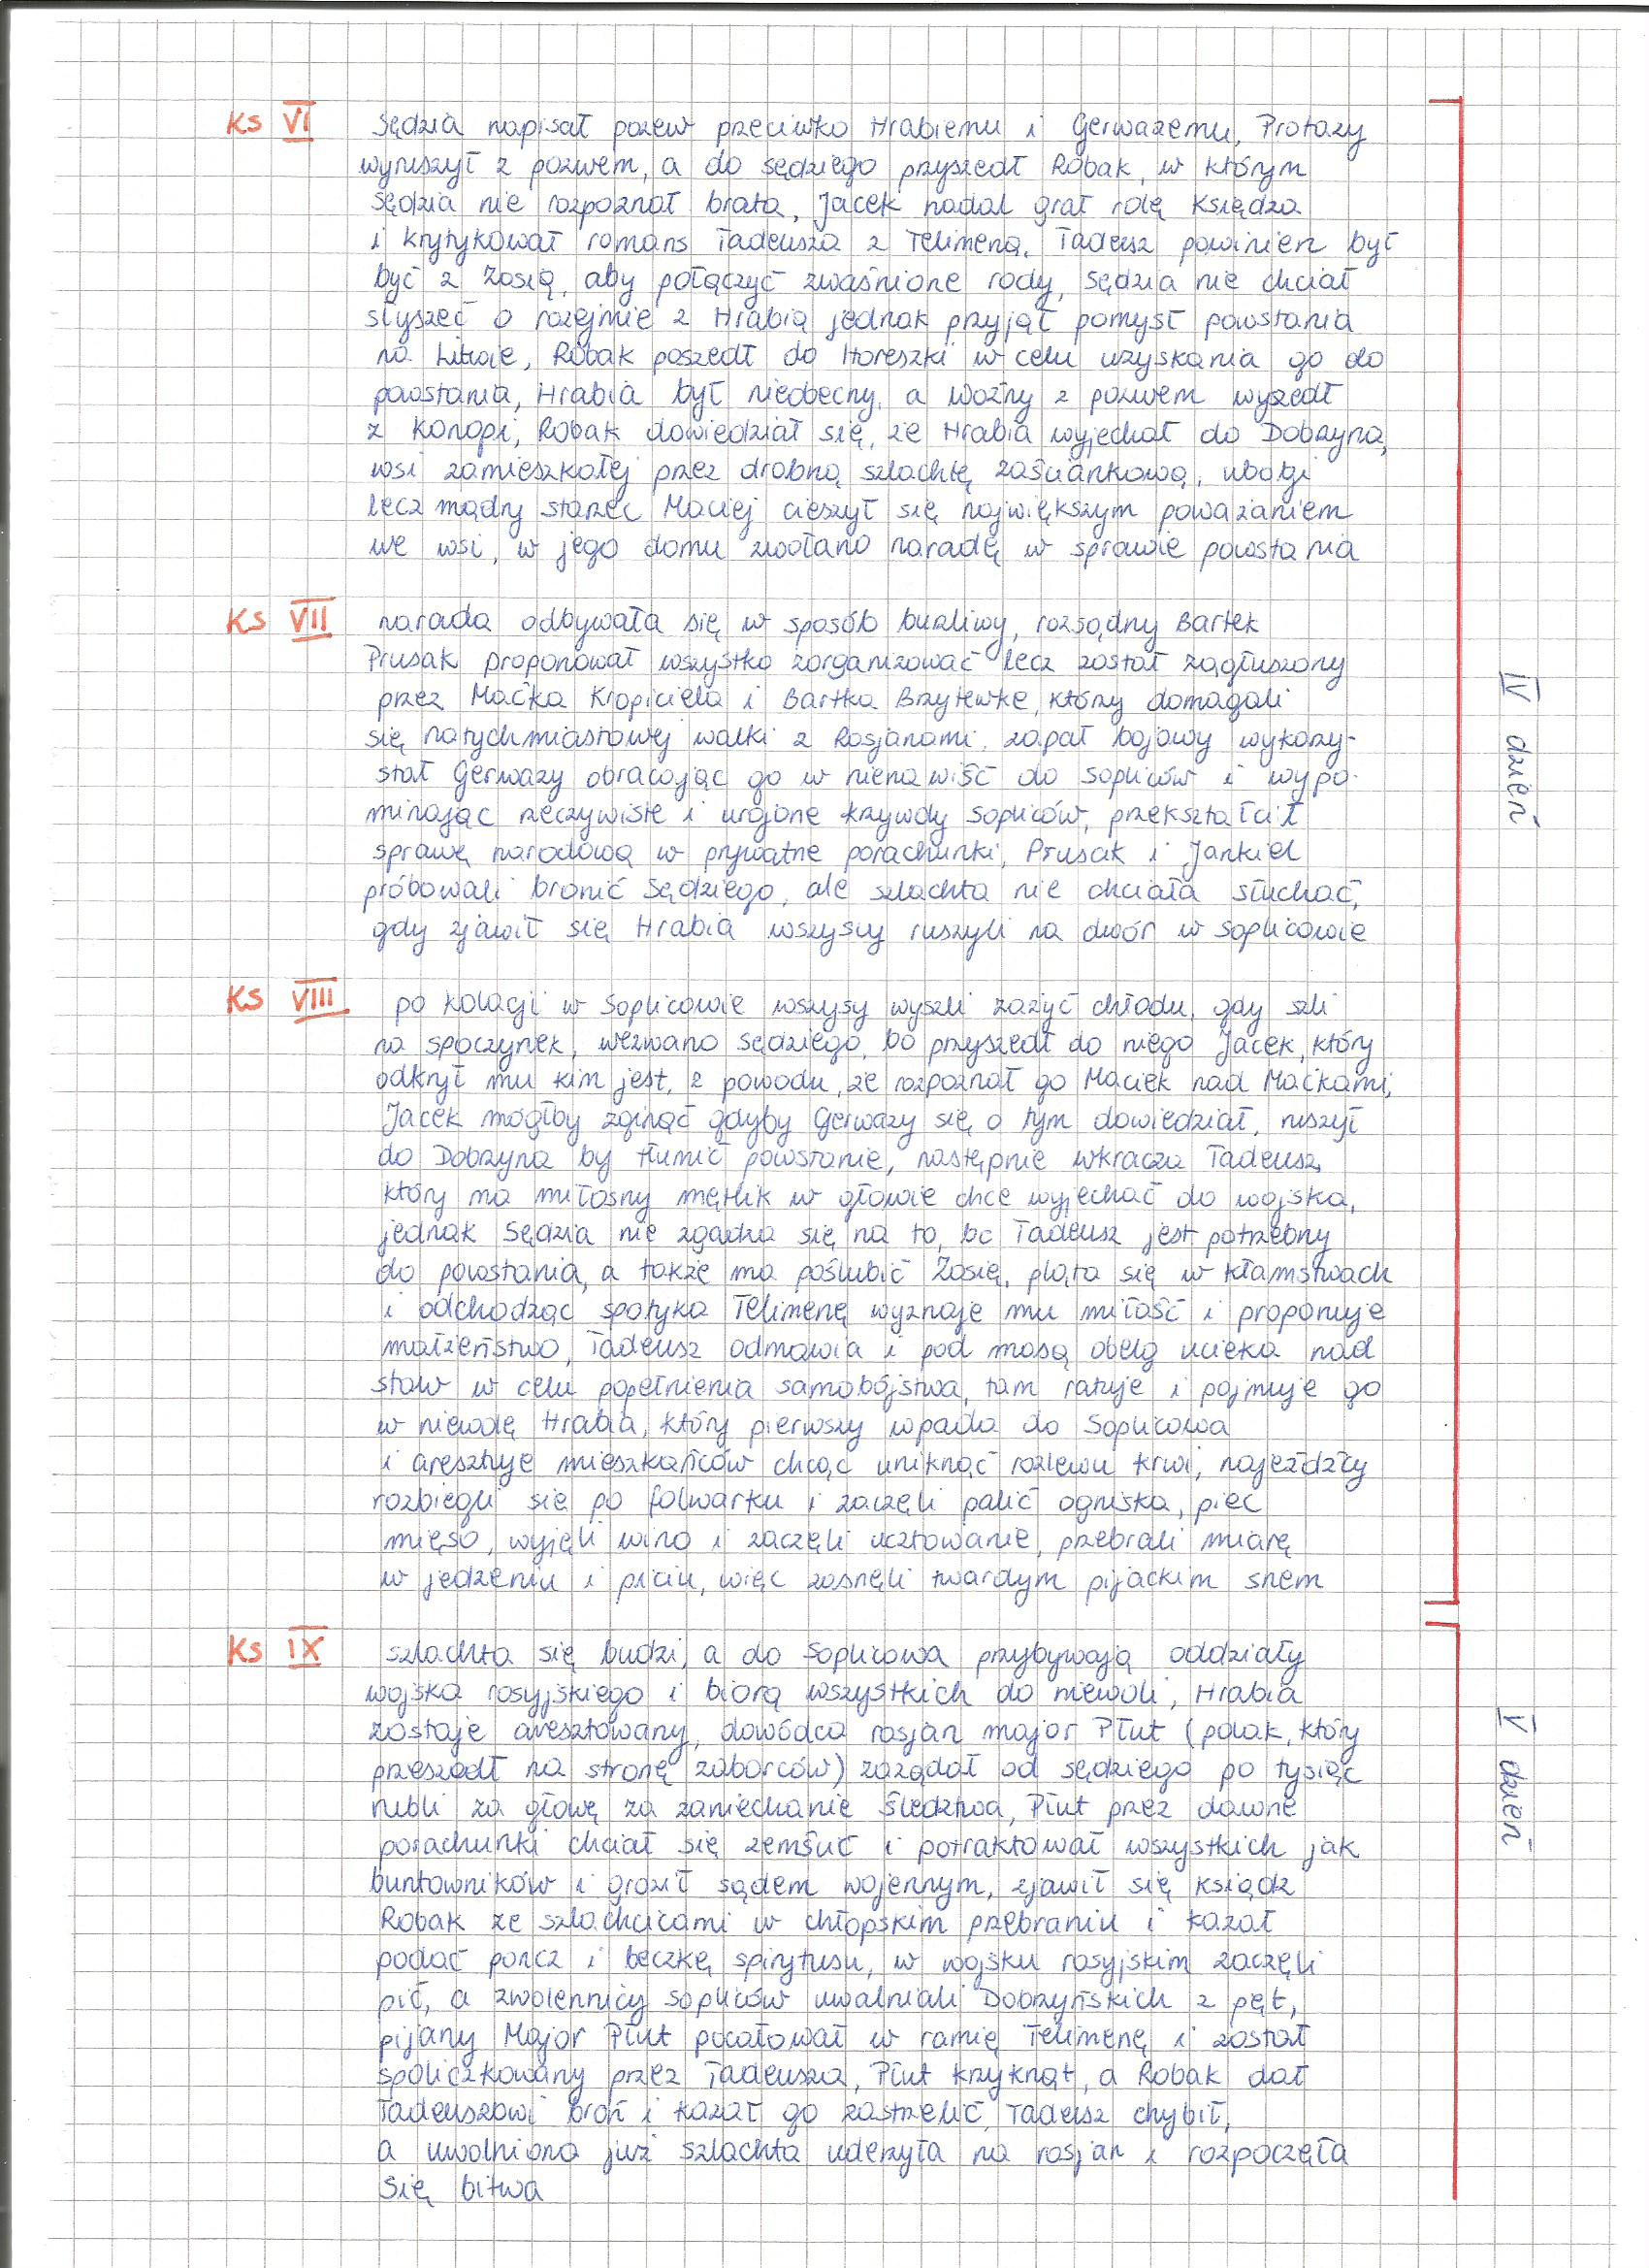 Ks VI Sędzia napisał pozew przeciwko Hrabiemu i Gerwazemu, Protazy
wyruszył z pozwem, a do sędziego przyszedł Robak, w którym
Sędzia nie rozpoznał brata, Jacek nadal grał rolę Księdza
i krytykował romans Tadeusza z Telimeną, Tadeusz powinien był
być z Zosią, aby połączyć zwaśnione rody, Sędzia nie chciał
słyszeć o rozejmie z Hrabią jednak przyjął pomysł powstania
na Litwie, Robak poszedł do Horeszki w celu uzyskania go do
powstania, Hrabia był nieobecny, a Woźny z pozwem wyszedł
z Konopi, Robak dowiedział się, że Hrabia wyjechał do Dobzyna,
wsi zamieszkałej przez drobną szlachtę zaściankową, ubogi
lecz mądry starzec Maciej cieszył się największym poważaniem
we wsi, w jego domu zwołano naradę w sprawie powstania
Ks VII narada odbywała się w sposób burzliwy, rozsądny Bartek
Prusak proponował wszystko zorganizować lecz został zagłuszony
przez Maćka Kropiciela i Bartka Brzytewkę, którzy domagali
się natychmiastowej walki z Rosjanami, zapał bojowy wykorzy-
stał Gerwazy obracając go w nienawiść do Sopliców i wypo-
minając rzeczywiste i urojone krzywdy Sopliców, przekształcił
sprawę narodową w prywatne porachunki, Prusak i Jankiel
próbowali bronić Sędziego, ale szlachta nie chciała słuchać,
gdy zjawił się Hrabia wszyscy ruszyli na dwór w Soplicowie
Ks VIII po kolacji w Soplicowie wszysy wyszli zażyć chłodu, gdy szli
na spoczynek, wezwano Sędziego, bo przyszedł do niego Jacek, który
odkrył mu kim jest, z powodu, że rozpoznał go Maciek nad Maćkami,
Jacek mógłby zginąć gdyby Gerwazy się o tym dowiedział, ruszył
do Dobrzyna by tłumić powstanie, następnie wkracza Tadeusz,
który ma miłosny mętlik w głowie chce wyjechać do wojska,
jednak Sędzia nie zgadza się na to, bo Tadeusz jest potrzebny
do powstania, a także ma poślubić Zosię, plata się w kłamstwach
i odchodząc spotyka Telimenę wyznaje mu miłość i proponuje
małżeństwo, Tadeusz odmawia i pod masą obelg ucieka nad
staw w celu popełnienia samobójstwa, tam ratuje i pojmuje go
w niewolę Hrabia, który pierwszy wpada do Soplicowa
i aresztuje mieszkańców chcąc uniknąć rozlewu krwi, najeźdźcy
rozbiegli się po folwarku i zaczęli palić ogniska, piec
mięso, wyjęli wino i zaczęli ucztowanie, przebrali miarę
w jedzeniu i piciu, więc zasnęli twardym pijackim snem
Ks IX szlachta się budzi, a do Soplicowa przybywają oddziały
wojska rosyjskiego i biorą wszystkich do niewoli, Hrabia
zostaje aresztowany, dowódca rosjan major Płut (polak, który
przeszedł na stronę zaborców) zażądał od sędziego po tysiąc
rubli za głowę za zaniechanie śledztwa, Płut przez dawne
porachunki chciał się zemścić i potraktował wszystkich jak
buntowników i groził sądem wojennym, zjawił się ksiądz
Robak ze szlachcicami w chłopskim przebraniu i kazał
podać poncz i beczkę spirytusu, w wojsku rosyjskim zaczęli
pić, a zwolennicy Sopliców uwalniali Dobrzyńskich z pęt,
pijany Major Płut pocałował w ramię Telimenę i został
spoliczkowany przez Tadeusza, Płut krzyknął, a Robak dał
Tadeuszowi broń i kazał go zastrzelić, Tadeusz chybił,
a uwolniona już szlachta uderzyła na rosjan i rozpoczęła
się bitwa
IV dzień
V dzień